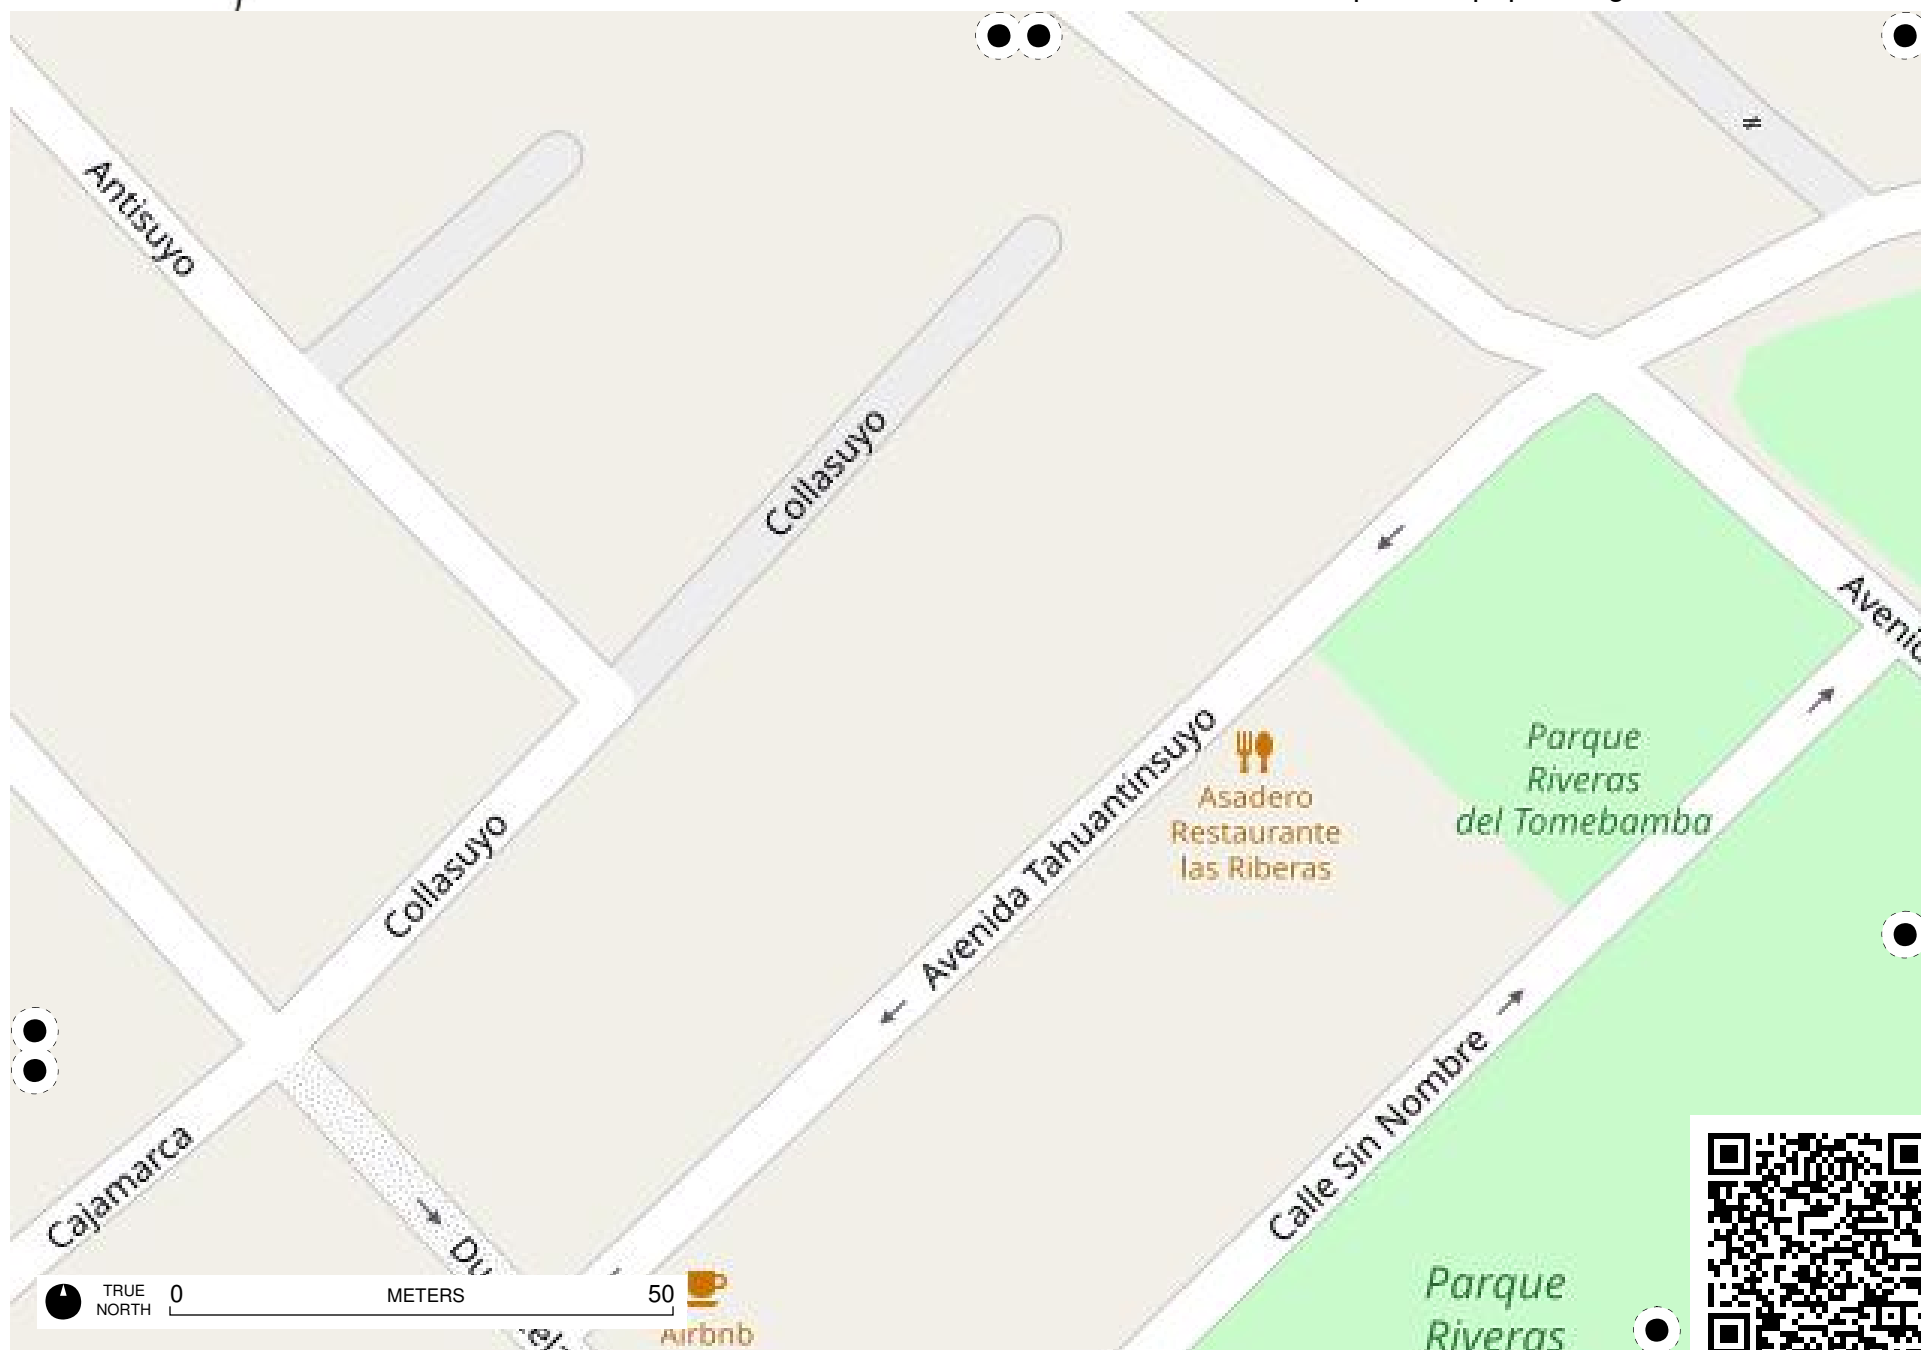 Antisuyo
Collasuyo
Avenid
Avenida Tahuantinsuyo
Asadero
Restaurante
las Riberas
Parque
Riveras
del Tomebamba
Collasuyo
Calle Sin Nombre
Cajamarca
TRUE
NORTH
0
METERS
50
Airbnb
Parque
Riveras